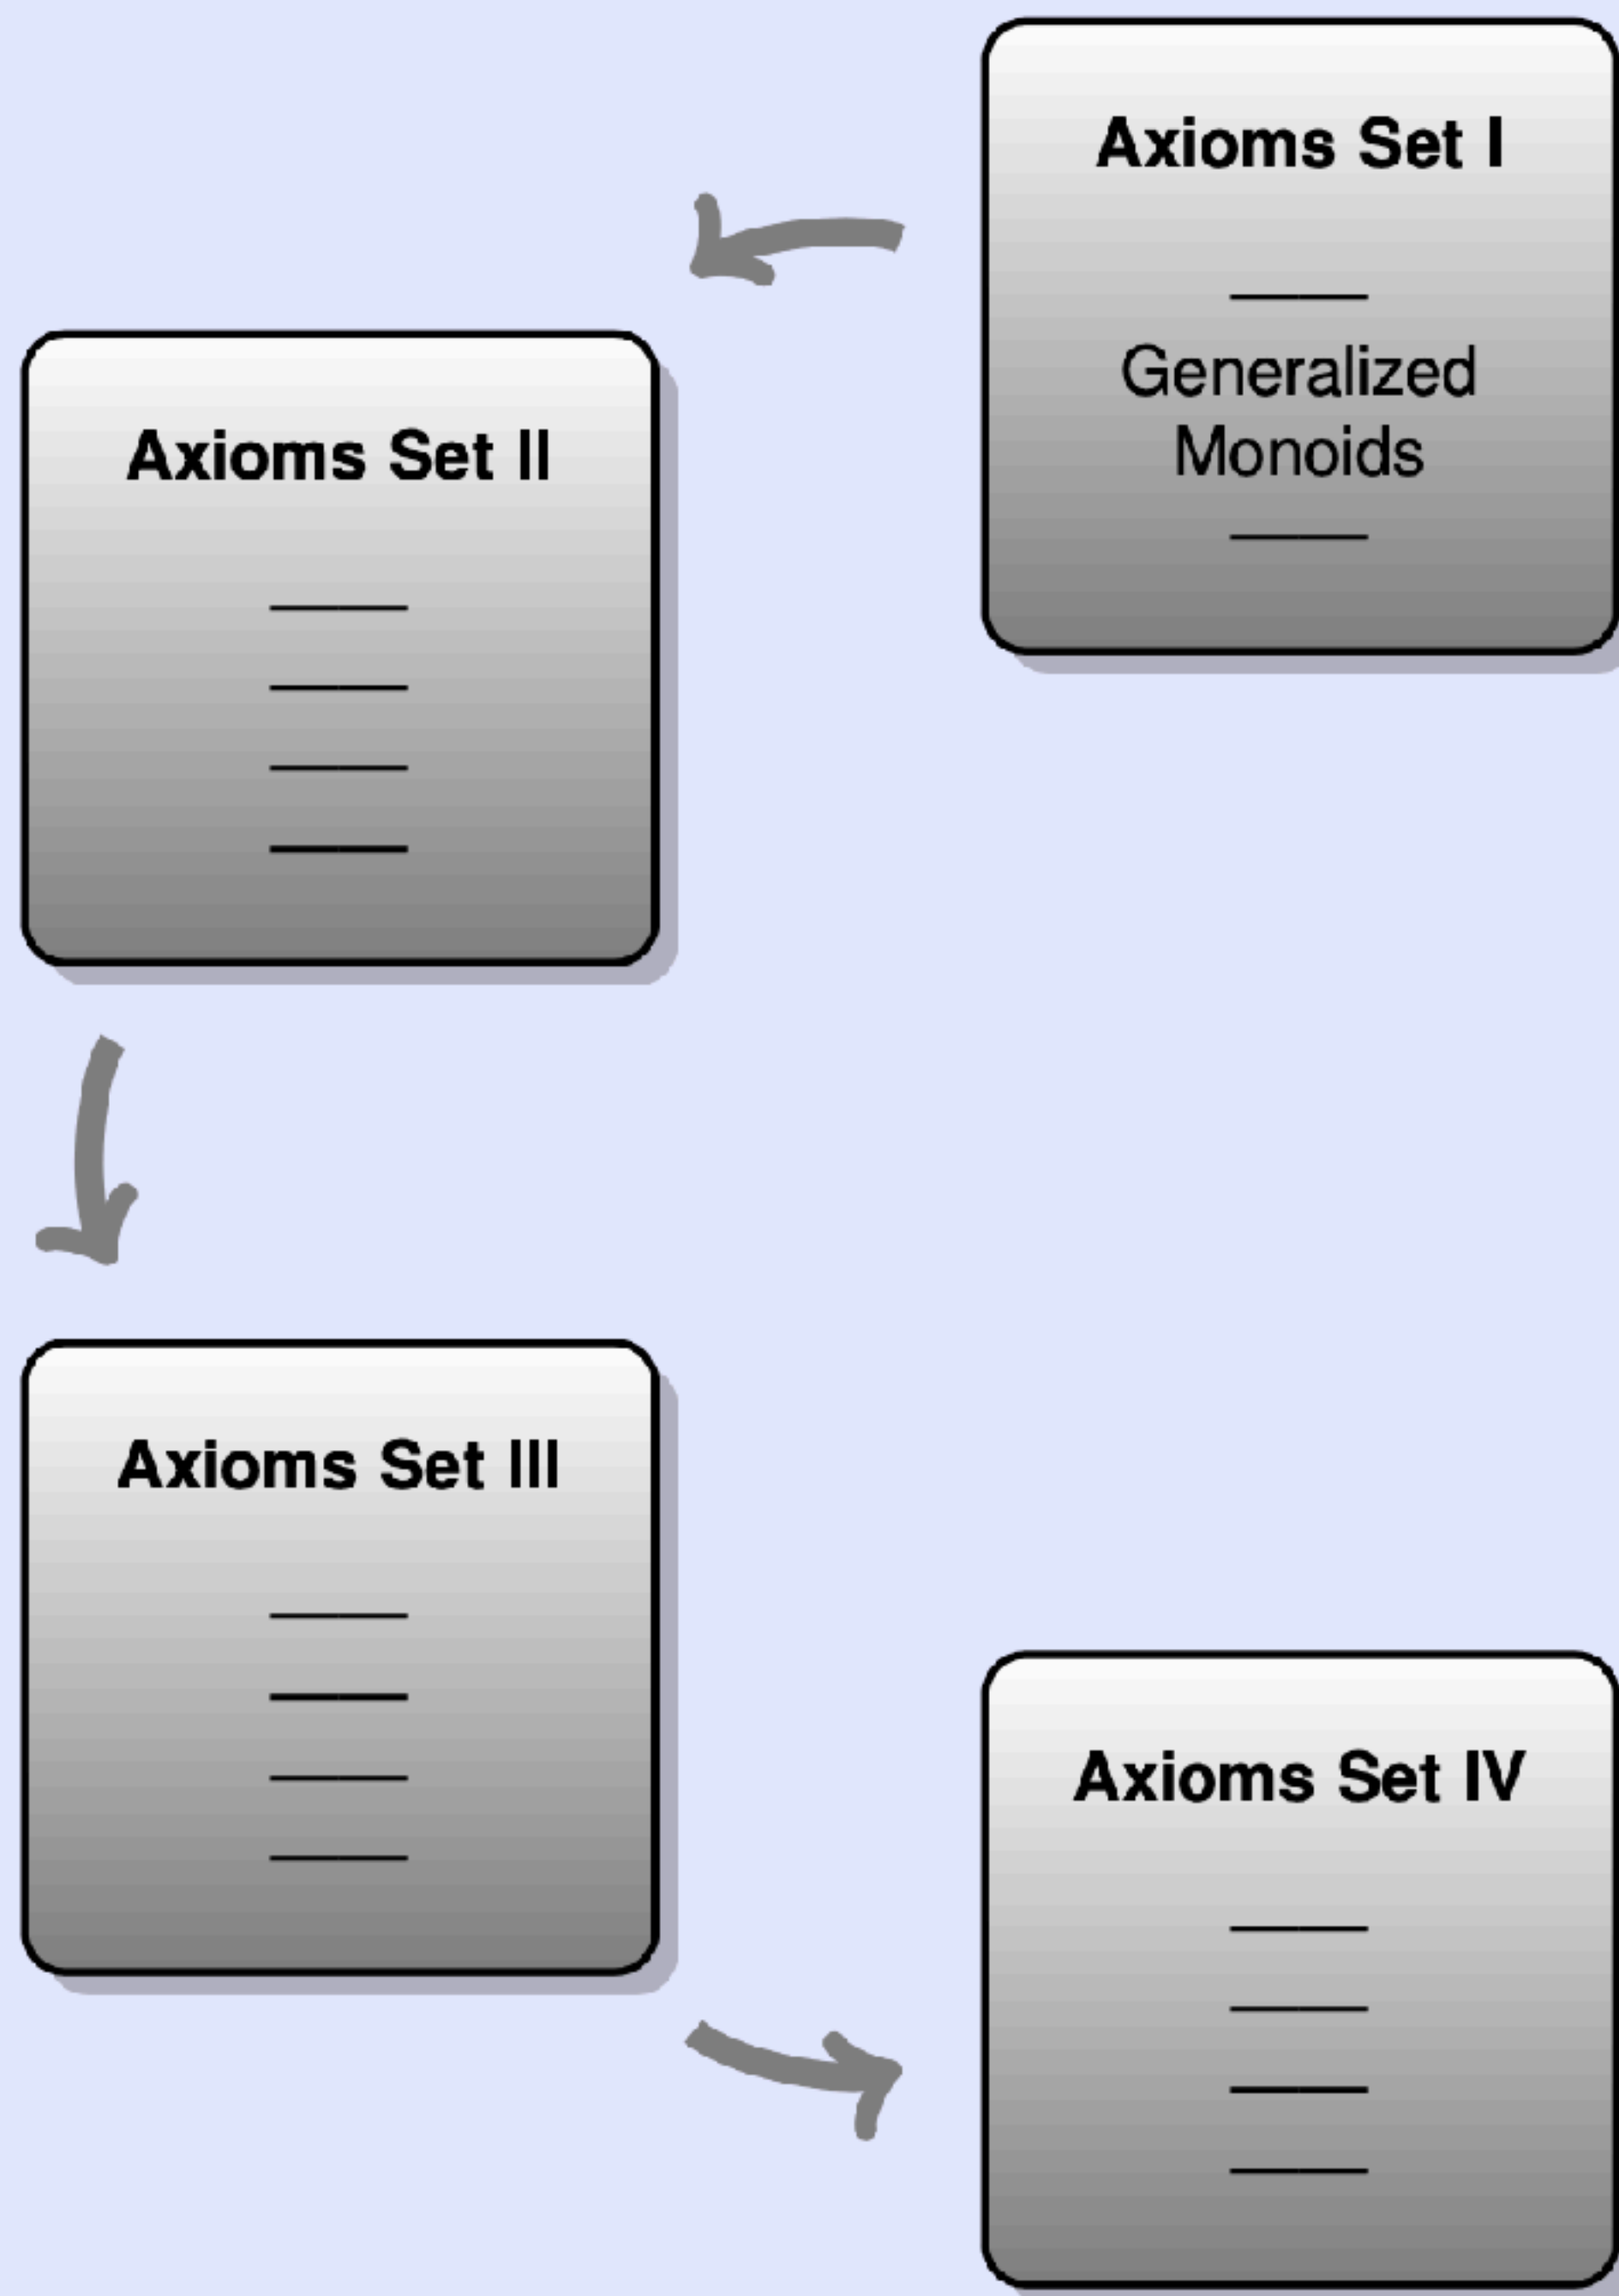 Axioms Set I
Generalized
Monoids
Axioms Set II
Axioms Set III
Axioms Set IV